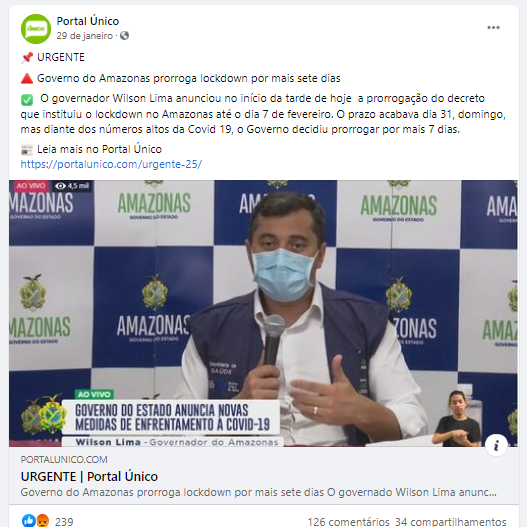 único
Portal Único
29 de janeiro ·
URGENTE
Governo do Amazonas prorroga lockdown por mais sete dias
O governador Wilson Lima anunciou no início da tarde de hoje a prorrogação do decreto
que instituiu o lockdown no Amazonas até o dia 7 de fevereiro. O prazo acabava dia 31, domingo,
mas diante dos números altos da Covid 19, o Governo decidiu prorrogar por mais 7 dias.
Leia mais no Portal Único
https://portalunico.com/urgente-25/
AO VIVO 4,5 mil
MAZONAS
GOVERNO DO ESTADO
AMAZONAS
GOVERNO DO ESTADO
AM
AMAZONAS
GOVERNO DO ESTADO
AMA
GOVER
AZONAS
GOVERNO DO ESTADO
AMAZONAS
GOVERNO DO ESTADO
AMAZONAS
GOVERNO DO ESTADO
AMAZO
Secretaria de
SAÚDE
AO VIVO
GOVERNO DO ESTADO ANUNCIA NOVAS
MEDIDAS DE ENFRENTAMENTO À COVID-19
Wilson Lima - Governador do Amazonas
PORTALUNICO.COM
URGENTE | Portal Único
Governo do Amazonas prorroga lockdown por mais sete dias O governado Wilson Lima anunc...
239
126 comentários 34 compartilhamentos